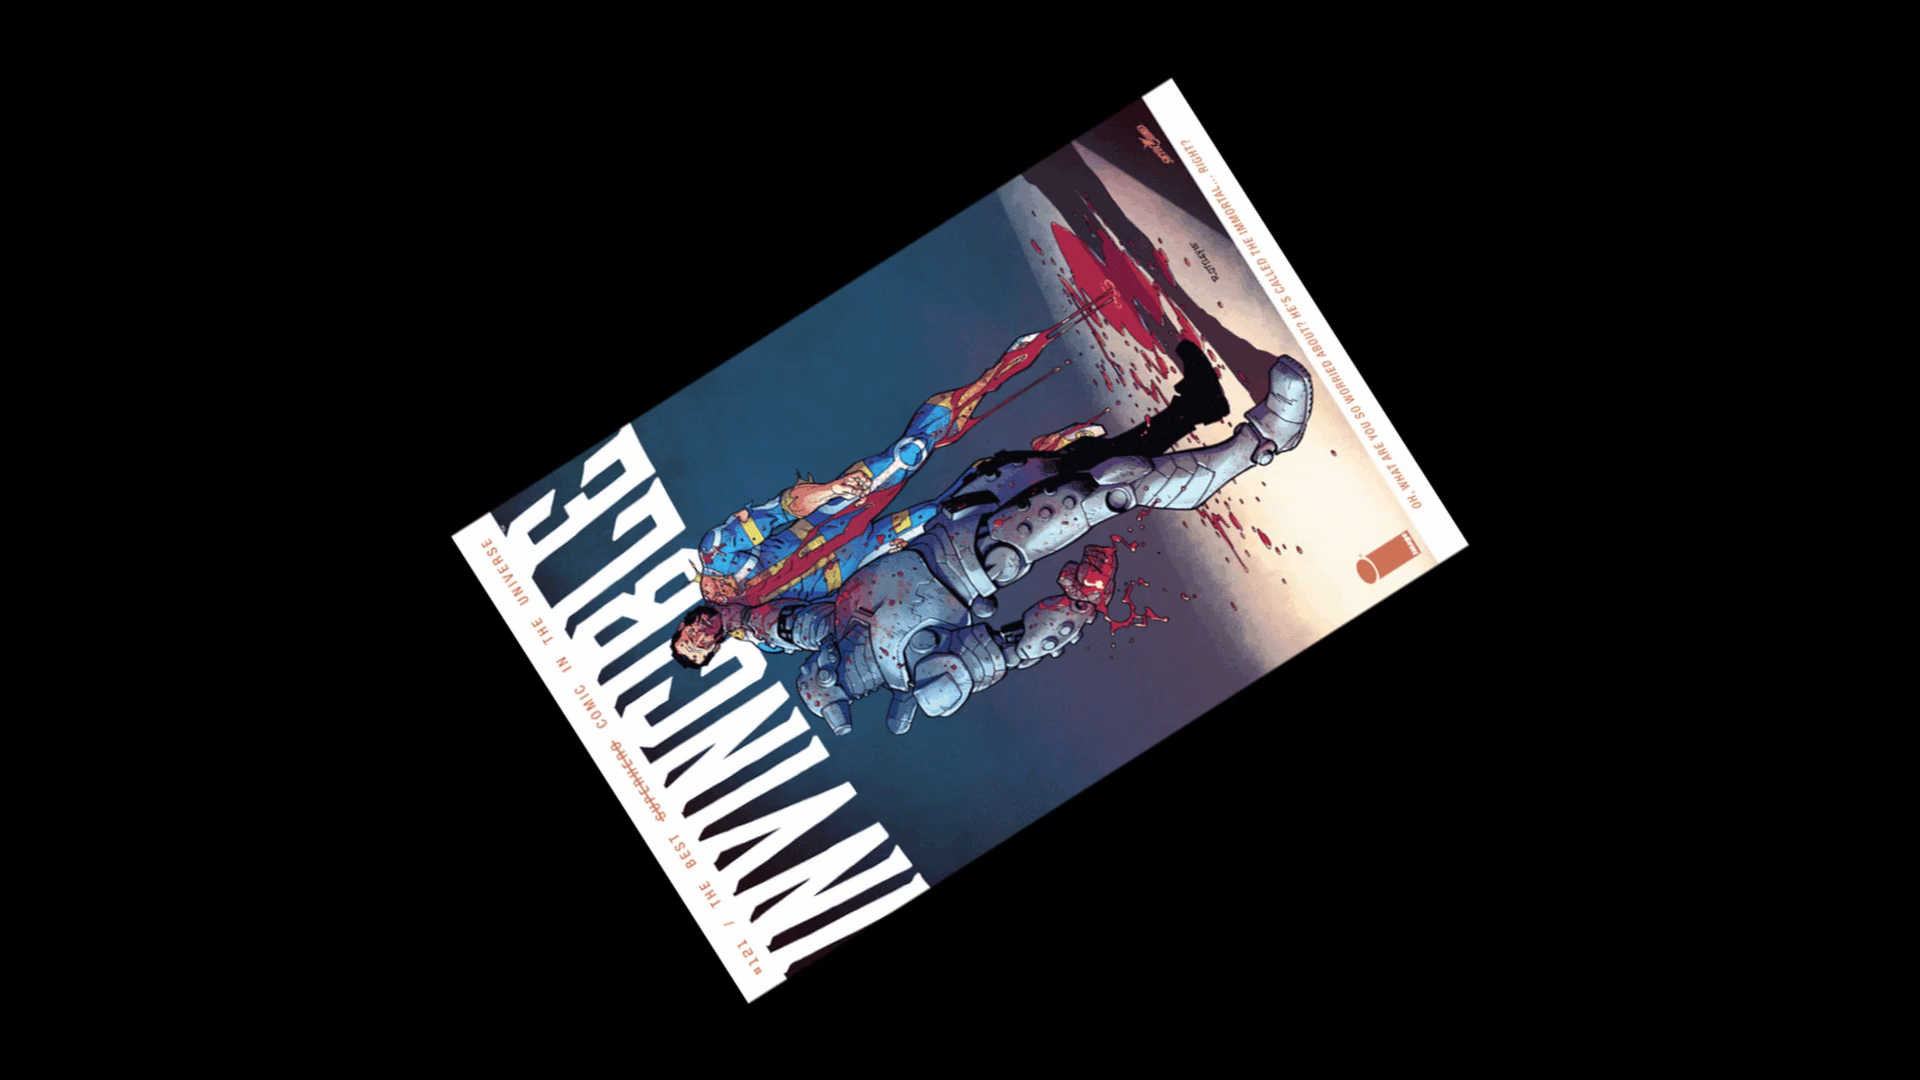 #121 / THE BEST SUPERHERO COMIC IN THE UNIVERSE
INVINCIBLE
image
OH, WHAT ARE YOU SO WORRIED ABOUT? HE'S CALLED THE IMMORTAL... RIGHT?